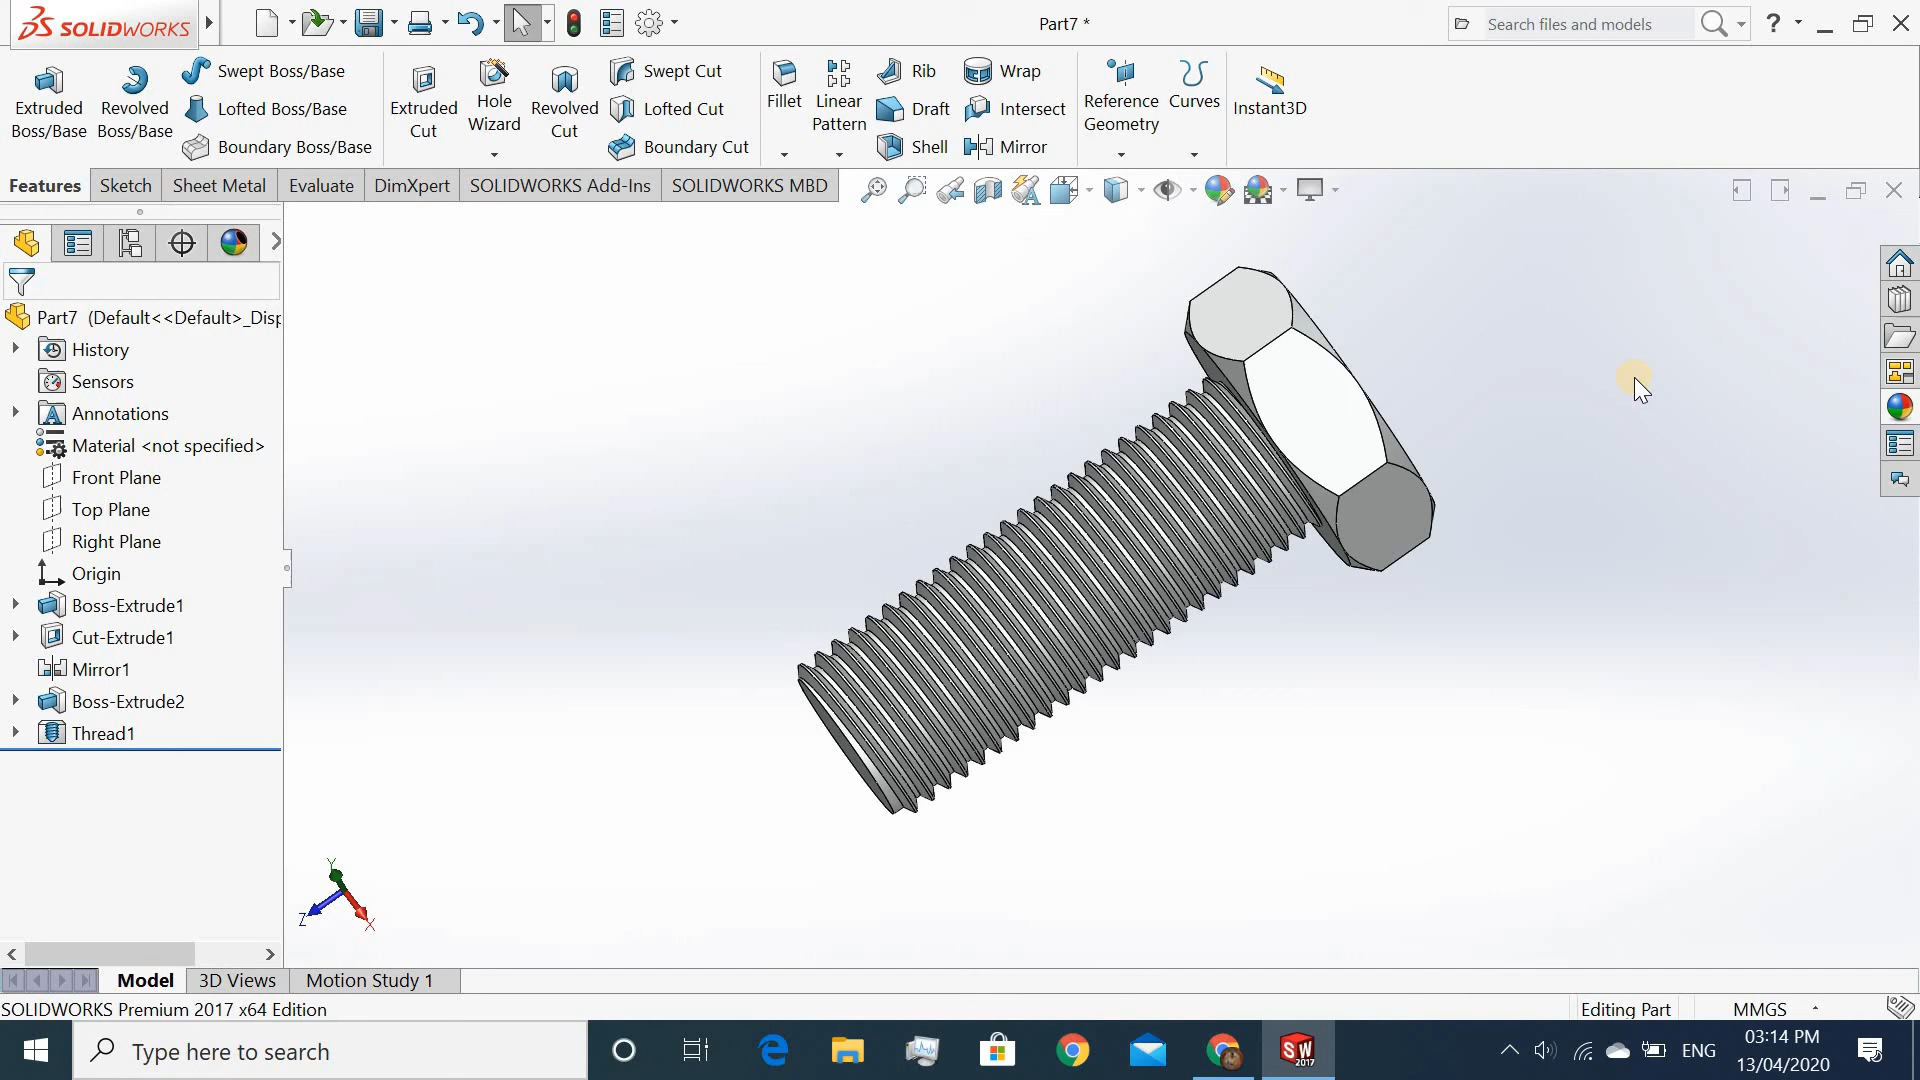 SOLIDWORKS
Part7 *
Search files and models
?
Extruded Boss/Base
Revolved Boss/Base
Swept Boss/Base
Lofted Boss/Base
Boundary Boss/Base
Extruded Cut
Hole Wizard
Revolved Cut
Swept Cut
Lofted Cut
Boundary Cut
Fillet
Linear Pattern
Rib
Draft
Shell
Wrap
Intersect
Mirror
Reference Geometry
Curves
Instant3D
Features
Sketch
Sheet Metal
Evaluate
DimXpert
SOLIDWORKS Add-Ins
SOLIDWORKS MBD
Part7 (Default<<Default>_Disp
History
Sensors
Annotations
Material <not specified>
Front Plane
Top Plane
Right Plane
Origin
Boss-Extrude1
Cut-Extrude1
Mirror1
Boss-Extrude2
Thread1
Y
Z
X
Model
3D Views
Motion Study 1
SOLIDWORKS Premium 2017 x64 Edition
Editing Part
MMGS
Type here to search
SW
2017
ENG
03:14 PM
13/04/2020